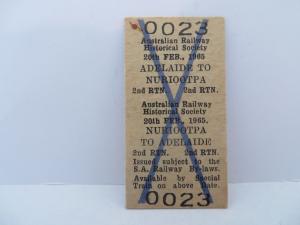 0023
Australian Railway
Historical Society
20th FEB., 1965
ADELAIDE TO
NURIOOTPA
2nd RTN. 2nd RTN.
Australian Railway
Historical Society
20th FEB., 1965.
NURIOOTPA
TO ADELAIDE
2nd RTN. 2nd RTN.
Issued subject to the
S.A. Railway By-laws.
Available by Special
Train on above Date.
0023